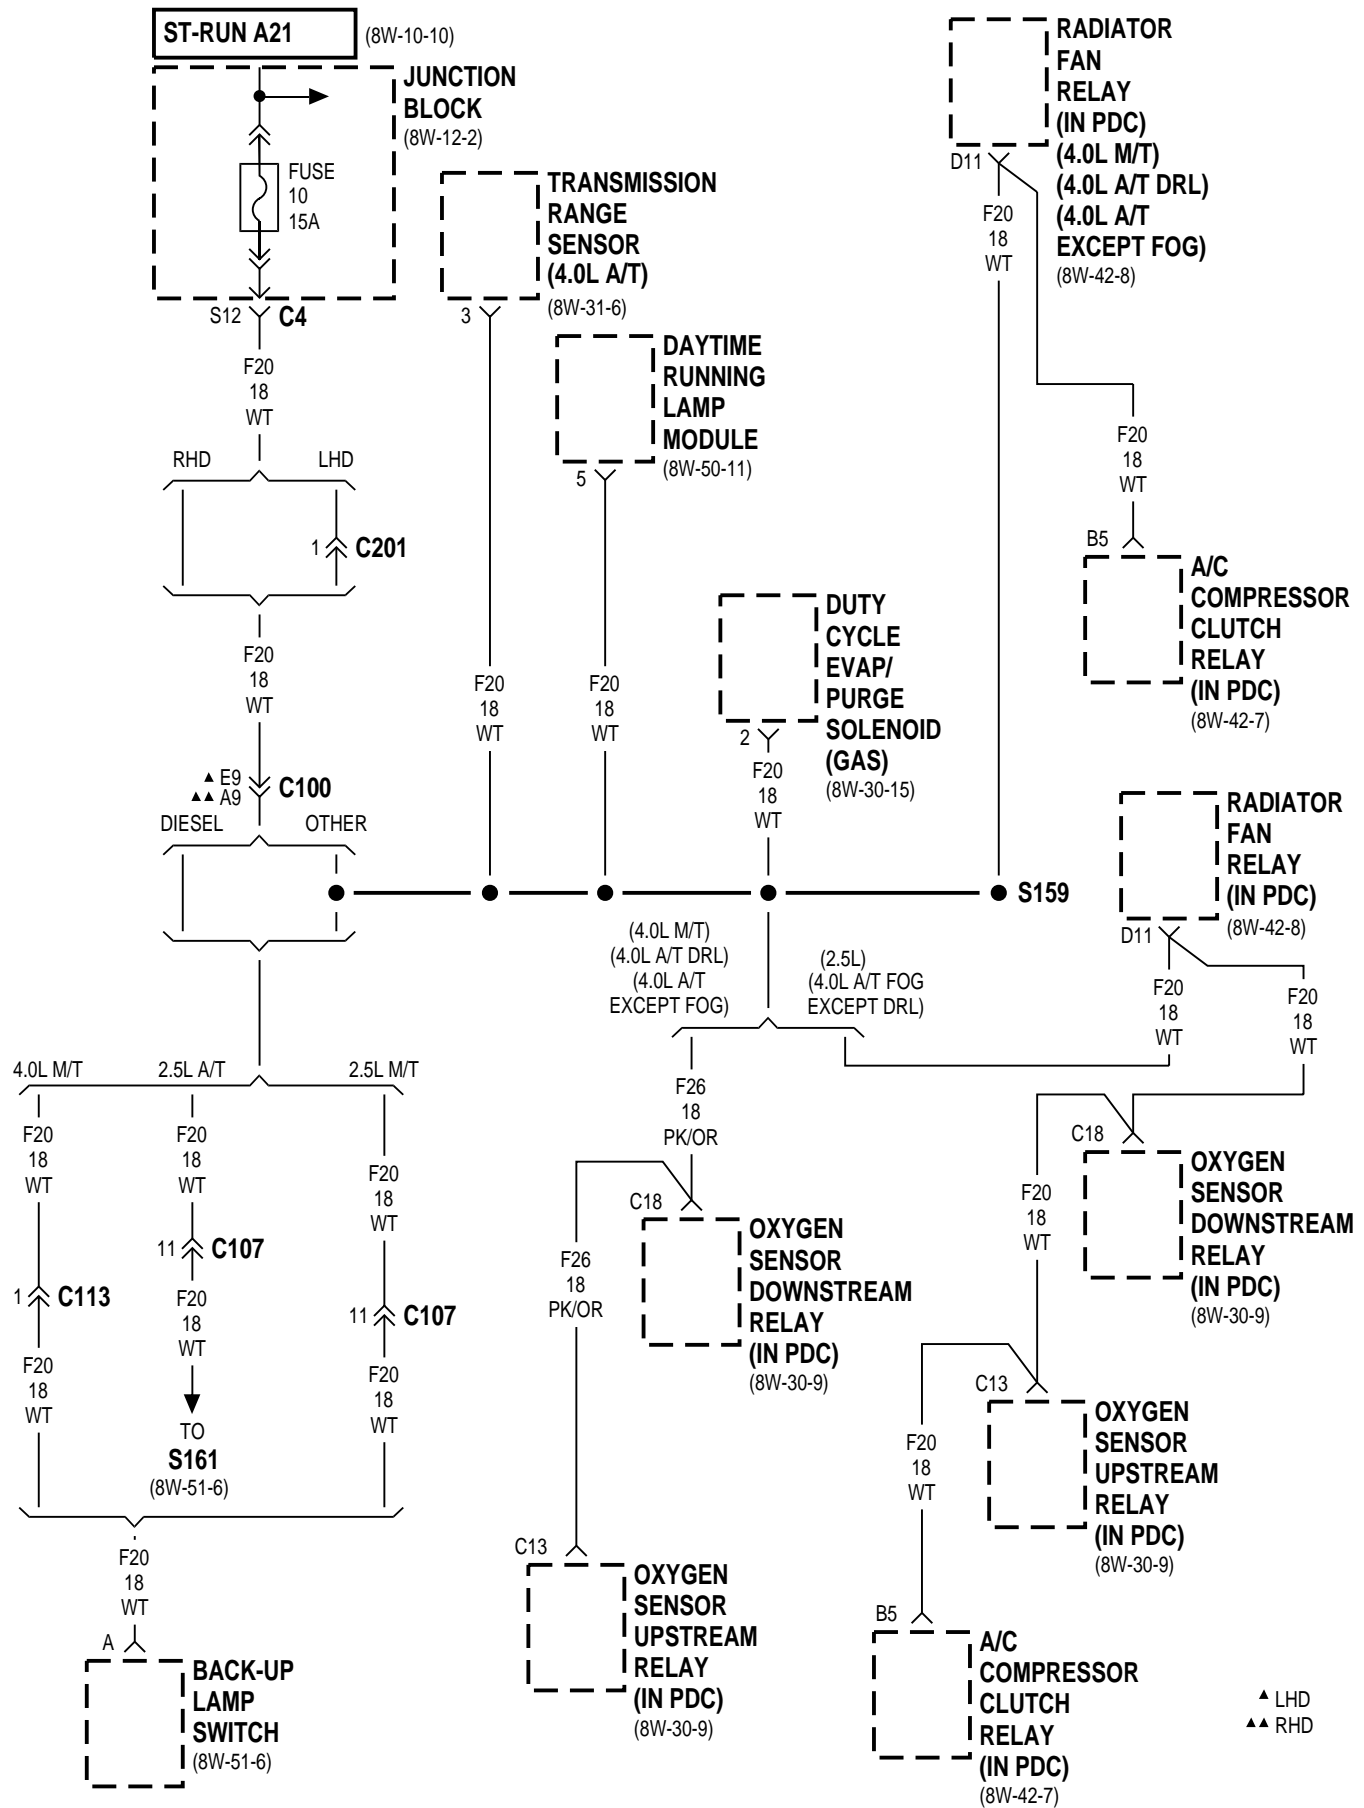 ST-RUN A21
(8W-10-10)
JUNCTION
BLOCK
(8W-12-2)
FUSE
10
15A
S12
C4
F20
18
WT
RHD
LHD
1
C201
F20
18
WT
▲ E9
▲▲ A9
C100
DIESEL
OTHER
TRANSMISSION
RANGE
SENSOR
(4.0L A/T)
(8W-31-6)
3
F20
18
WT
DAYTIME
RUNNING
LAMP
MODULE
(8W-50-11)
5
F20
18
WT
DUTY
CYCLE
EVAP/
PURGE
SOLENOID
(GAS)
(8W-30-15)
2
F20
18
WT
RADIATOR
FAN
RELAY
(IN PDC)
(4.0L M/T)
(4.0L A/T DRL)
(4.0L A/T
EXCEPT FOG)
(8W-42-8)
D11
F20
18
WT
F20
18
WT
B5
A/C
COMPRESSOR
CLUTCH
RELAY
(IN PDC)
(8W-42-7)
S159
RADIATOR
FAN
RELAY
(IN PDC)
(8W-42-8)
D11
F20
18
WT
F20
18
WT
(4.0L M/T)
(4.0L A/T DRL)
(4.0L A/T
EXCEPT FOG)
(2.5L)
(4.0L A/T FOG
EXCEPT DRL)
4.0L M/T
2.5L A/T
2.5L M/T
F20
18
WT
1
C113
F20
18
WT
F20
18
WT
11
C107
F20
18
WT
TO
S161
(8W-51-6)
F20
18
WT
11
C107
F20
18
WT
F20
18
WT
A
BACK-UP
LAMP
SWITCH
(8W-51-6)
F26
18
PK/OR
C18
OXYGEN
SENSOR
DOWNSTREAM
RELAY
(IN PDC)
(8W-30-9)
F26
18
PK/OR
C13
OXYGEN
SENSOR
UPSTREAM
RELAY
(IN PDC)
(8W-30-9)
C18
OXYGEN
SENSOR
DOWNSTREAM
RELAY
(IN PDC)
(8W-30-9)
F20
18
WT
C13
OXYGEN
SENSOR
UPSTREAM
RELAY
(IN PDC)
(8W-30-9)
F20
18
WT
B5
A/C
COMPRESSOR
CLUTCH
RELAY
(IN PDC)
(8W-42-7)
▲ LHD
▲▲ RHD